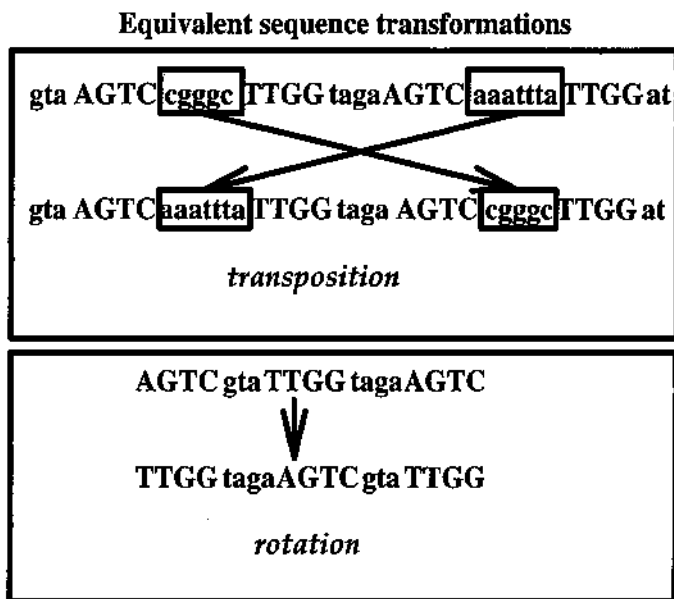 Equivalent sequence transformations
gta AGTC cgggc TTGG tagaAGTC aaattta TTGG at
gta AGTC aaattta TTGG taga AGTC cgggc TTGG at
transposition
AGTC gta TTGG tagaAGTC
TTGG tagaAGTC gta TTGG
rotation